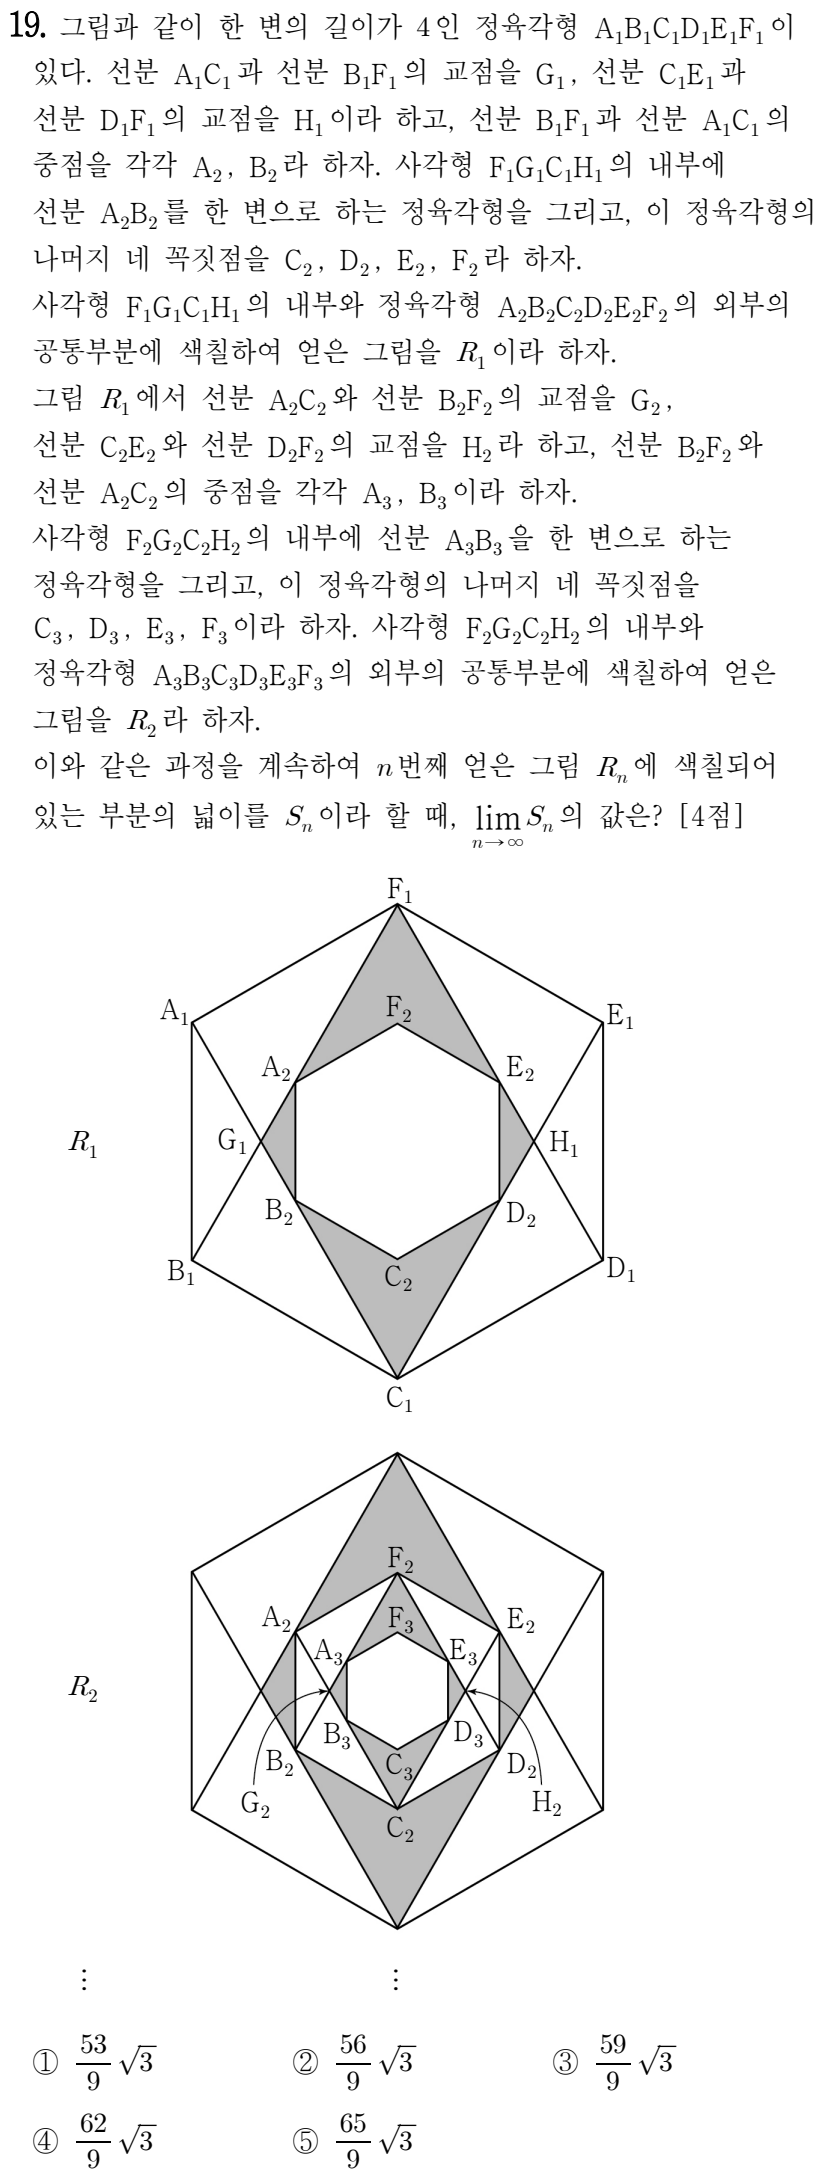 19. 그림과 같이 한 변의 길이가 4인 정육각형 A₁B₁C₁D₁E₁F₁이
있다. 선분 A₁C₁과 선분 B₁F₁의 교점을 G₁, 선분 C₁E₁과
선분 D₁F₁의 교점을 H₁이라 하고, 선분 B₁F₁과 선분 A₁C₁의
중점을 각각 A₂, B₂라 하자. 사각형 F₁G₁C₁H₁의 내부에
선분 A₂B₂를 한 변으로 하는 정육각형을 그리고, 이 정육각형의
나머지 네 꼭짓점을 C₂, D₂, E₂, F₂라 하자.
사각형 F₁G₁C₁H₁의 내부와 정육각형 A₂B₂C₂D₂E₂F₂의 외부의
공통부분에 색칠하여 얻은 그림을 R₁이라 하자.
그림 R₁에서 선분 A₂C₂와 선분 B₂F₂의 교점을 G₂,
선분 C₂E₂와 선분 D₂F₂의 교점을 H₂라 하고, 선분 B₂F₂와
선분 A₂C₂의 중점을 각각 A₃, B₃이라 하자.
사각형 F₂G₂C₂H₂의 내부에 선분 A₃B₃을 한 변으로 하는
정육각형을 그리고, 이 정육각형의 나머지 네 꼭짓점을
C₃, D₃, E₃, F₃이라 하자. 사각형 F₂G₂C₂H₂의 내부와
정육각형 A₃B₃C₃D₃E₃F₃의 외부의 공통부분에 색칠하여 얻은
그림을 R₂라 하자.
이와 같은 과정을 계속하여 n번째 얻은 그림 Rₙ에 색칠되어
있는 부분의 넓이를 Sₙ이라 할 때, lim Sₙ의 값은? [4점]
n→∞
F₁
A₁ F₂ E₁
A₂ E₂
R₁ G₁ H₁
B₂ D₂
B₁ C₂ D₁
C₁
F₂
A₂ F₃ E₂
A₃ E₃
R₂
B₃ D₃
B₂ C₃ D₂
G₂ H₂
C₂
⋮ ⋮
① 53/9 √3 ② 56/9 √3 ③ 59/9 √3
④ 62/9 √3 ⑤ 65/9 √3